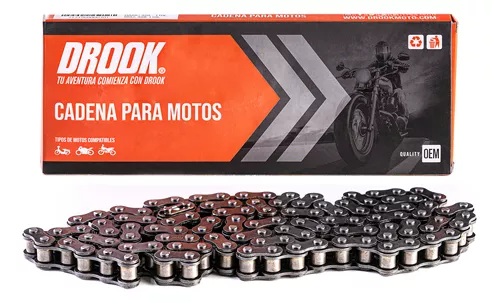 WWW.DROOKMOTO.COM
DROOK®
TU AVENTURA COMIENZA CON DROOK
CADENA PARA MOTOS
TIPOS DE MOTOS COMPATIBLES
QUALITY OEM